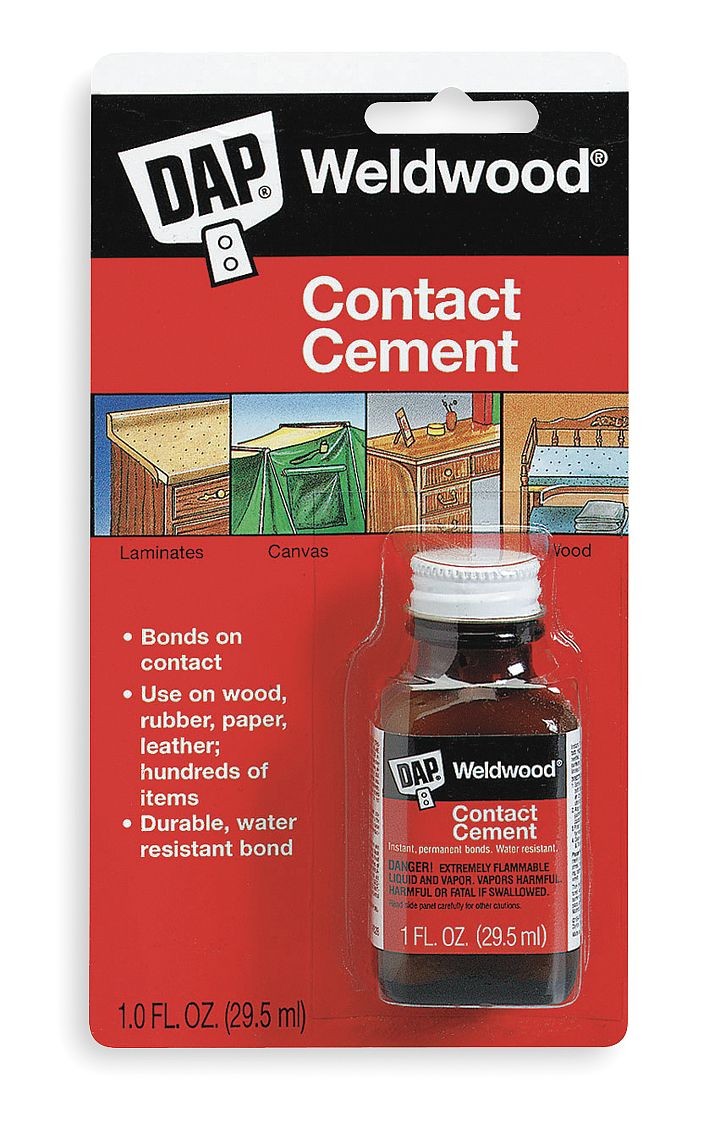 DAP® Weldwood®
Contact
Cement
Laminates Canvas
• Bonds on
contact
• Use on wood,
rubber, paper,
leather;
hundreds of
items
• Durable, water
resistant bond
DAP Weldwood®
Contact
Cement
Instant, permanent bonds. Water resistant.
DANGER! EXTREMELY FLAMMABLE
LIQUID AND VAPOR. VAPORS HARMFUL.
HARMFUL OR FATAL IF SWALLOWED.
Read side panel carefully for other cautions.
1 FL. OZ. (29.5 ml)
1.0 FL. OZ. (29.5 ml)